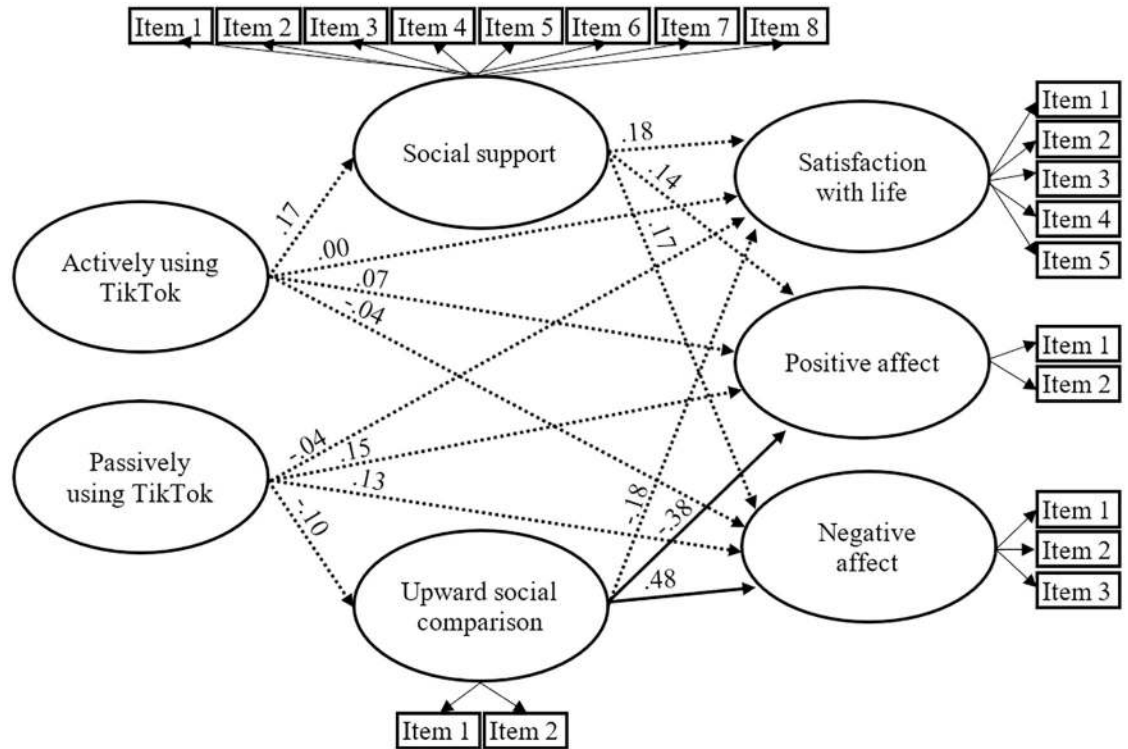 Item 1 Item 2 Item 3 Item 4 Item 5 Item 6 Item 7 Item 8
Social support
Actively using
TikTok
Passively
using TikTok
Upward social
comparison
Item 1 Item 2
.17
.00
.07
-.04
-.04
.15
.13
-.10
.18
.14
.17
-.18
-.38
.48
Satisfaction
with life
Item 1
Item 2
Item 3
Item 4
Item 5
Positive affect
Item 1
Item 2
Negative
affect
Item 1
Item 2
Item 3